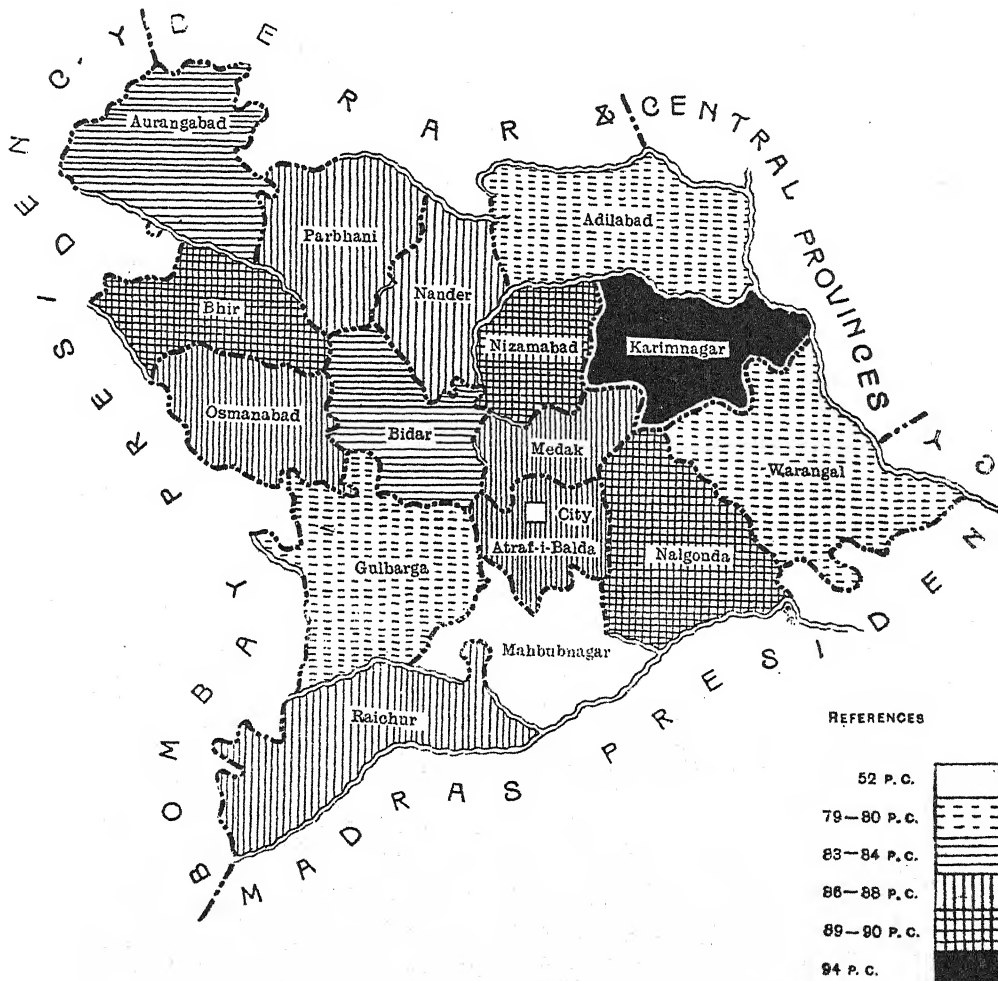 BOMBAY PRESIDENCY
BERAR & CENTRAL PROVINCES
MADRAS PRESIDENCY
Aurangabad
Parbhani
Adilabad
Nander
Bhir
Nizamabad
Karimnagar
Osmanabad
Bidar
Medak
Warangal
City
Atraf-i-Balda
Nalgonda
Gulbarga
Mahbubnagar
Raichur
REFERENCES
52 P.C.
79—80 P.C.
83—84 P.C.
86—88 P.C.
89—90 P.C.
94 P.C.